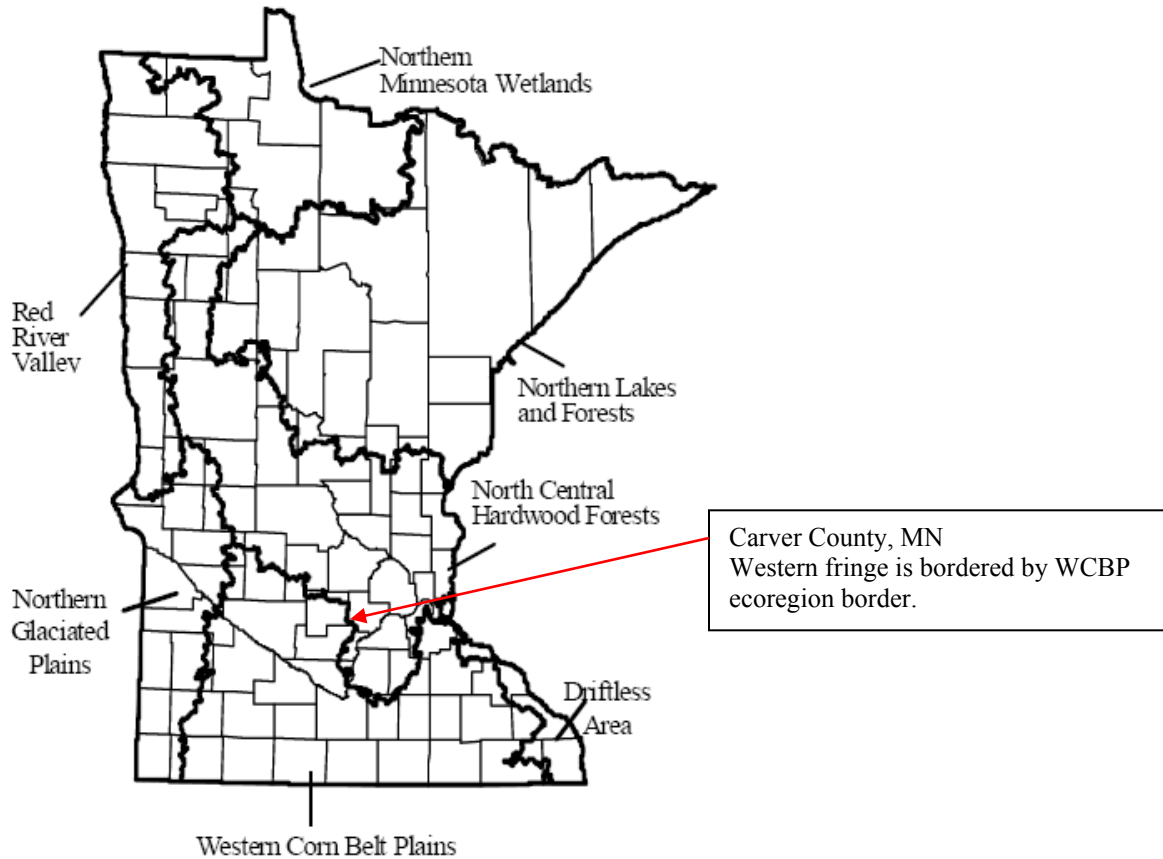 Northern
Minnesota Wetlands
Red
River
Valley
Northern Lakes
and Forests
North Central
Hardwood Forests
Carver County, MN
Western fringe is bordered by WCBP
ecoregion border.
Northern
Glaciated
Plains
Driftless
Area
Western Corn Belt Plains